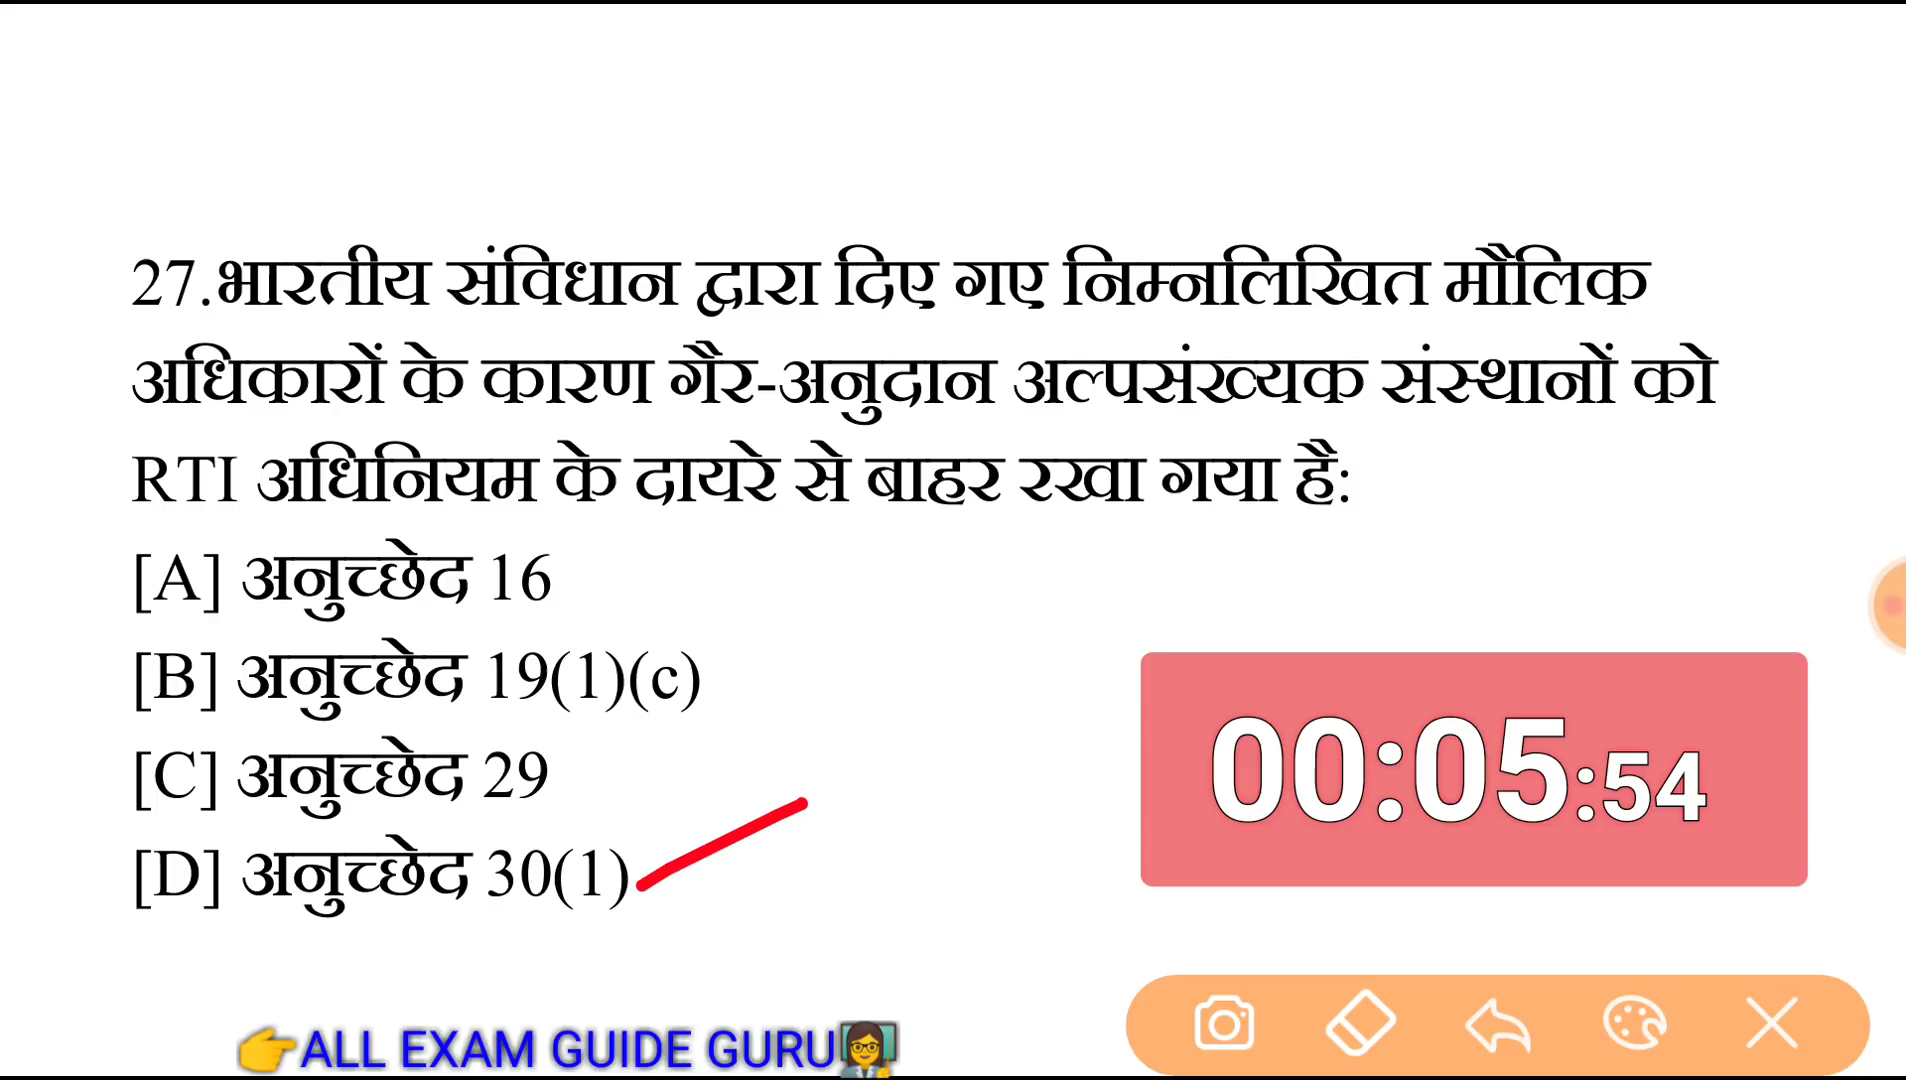 27.भारतीय संविधान द्वारा दिए गए निम्नलिखित मौलिक
अधिकारों के कारण गैर-अनुदान अल्पसंख्यक संस्थानों को
RTI अधिनियम के दायरे से बाहर रखा गया है:
[A] अनुच्छेद 16
[B] अनुच्छेद 19(1)(c)
[C] अनुच्छेद 29
[D] अनुच्छेद 30(1)
00:05:54
👉ALL EXAM GUIDE GURU👩‍🏫